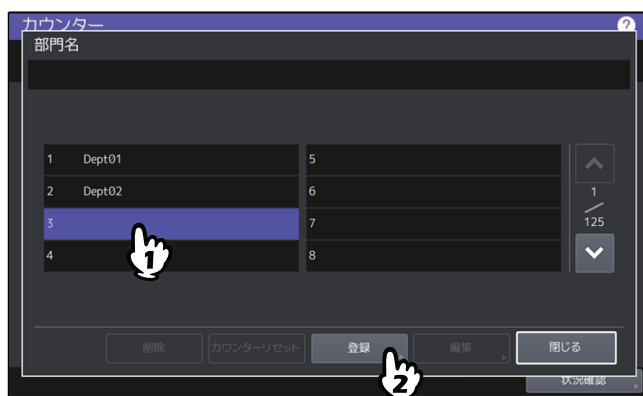 カウンター ?
部門名
1 Dept01 5
2 Dept02 6
3 7
4 8
1
125
1
削除 カウンターリセット 登録 編集 閉じる
2
状況確認